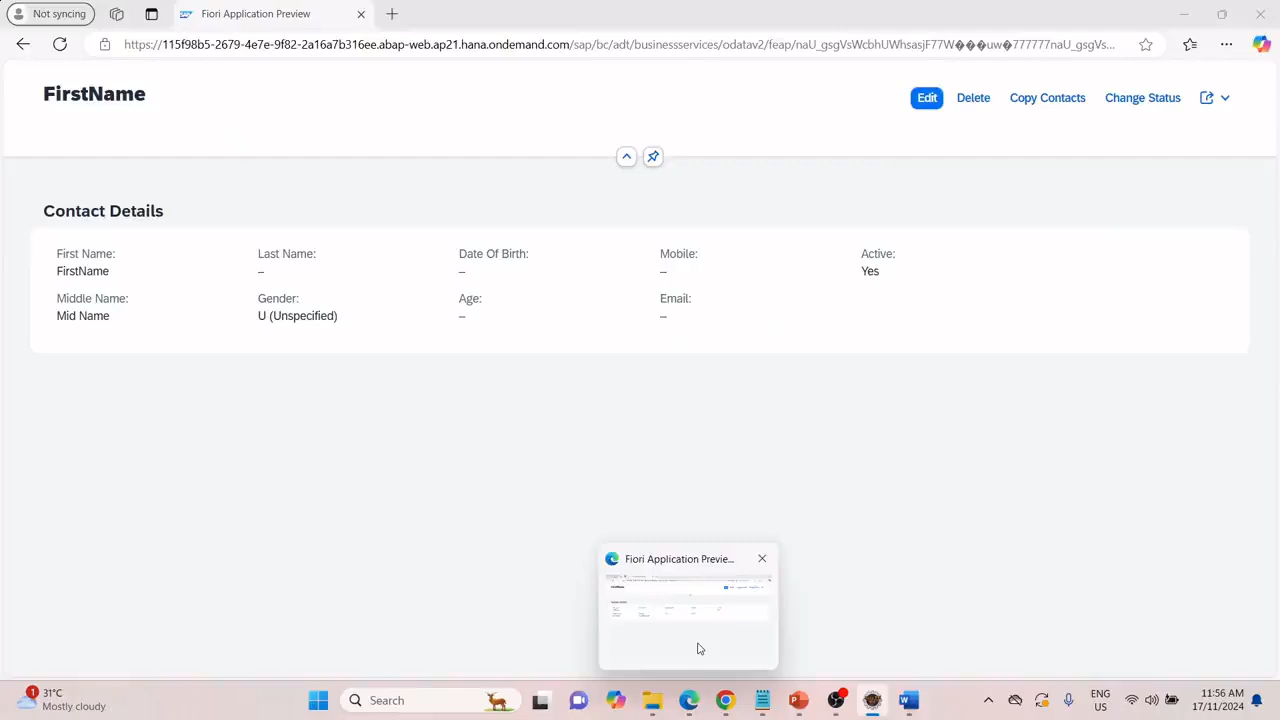 Not syncing
Fiori Application Preview
https://115f98b5-2679-4e7e-9f82-2a16a7b316ee.abap-web.ap21.hana.ondemand.com/sap/bc/adt/businessservices/odatav2/feap/naU_gsgVsWcbhUWhsasjF77W���uw�777777naU_gsgVs...
FirstName
Edit
Delete
Copy Contacts
Change Status
Contact Details
First Name:
Last Name:
Date Of Birth:
Mobile:
Active:
FirstName
–
–
–
Yes
Middle Name:
Gender:
Age:
Email:
Mid Name
U (Unspecified)
–
–
Fiori Application Previe...
1
31°C
Mostly cloudy
Search
ENG
US
11:56 AM
17/11/2024